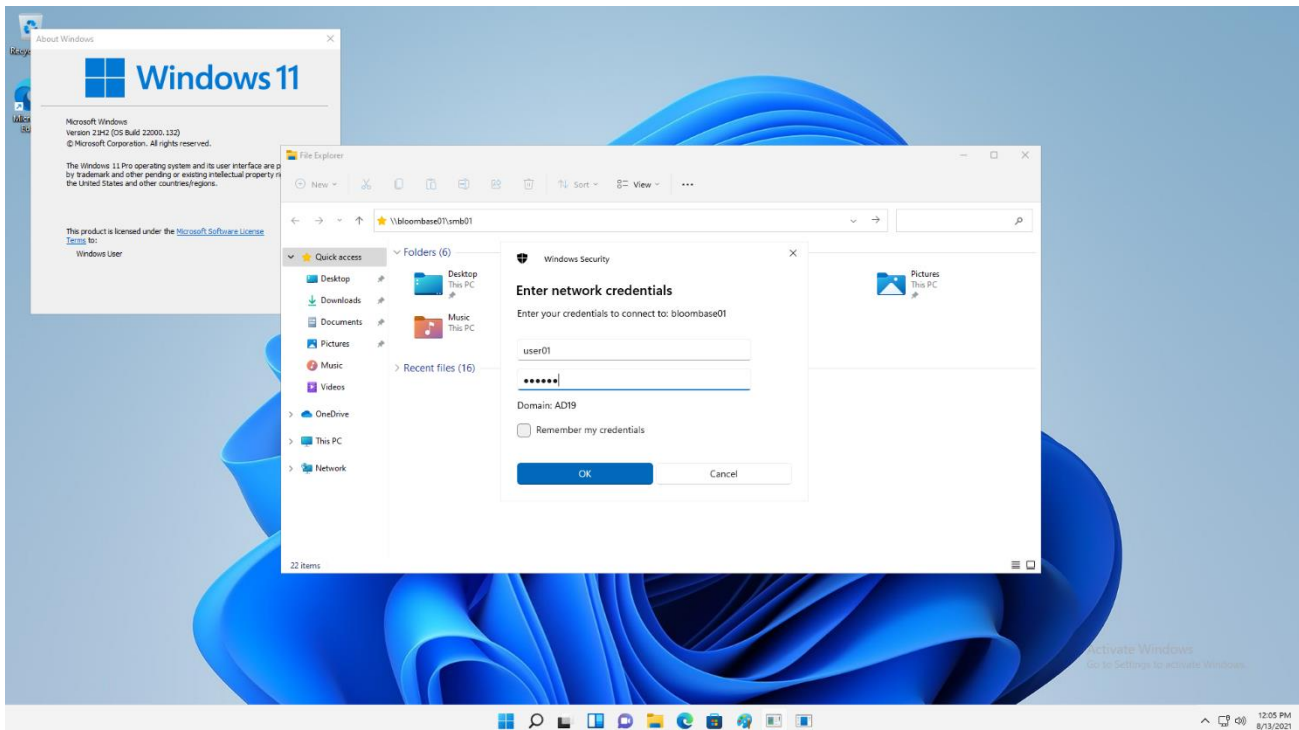 Recyc
About Windows
Windows 11
Microsoft Windows
Version 21H2 (OS Build 22000.132)
© Microsoft Corporation. All rights reserved.
The Windows 11 Pro operating system and its user interface are p
by trademark and other pending or existing intellectual property ri
the United States and other countries/regions.
This product is licensed under the Microsoft Software License
Terms to:
Windows User
File Explorer
New
Sort
View
\\bloombase01\smb01
Quick access
Desktop
Downloads
Documents
Pictures
Music
Videos
OneDrive
This PC
Network
Folders (6)
Desktop
This PC
Music
This PC
Pictures
This PC
Recent files (16)
Windows Security
Enter network credentials
Enter your credentials to connect to: bloombase01
user01
Domain: AD19
Remember my credentials
OK
Cancel
22 items
Activate Windows
Go to Settings to activate Windows.
12:05 PM
8/13/2021